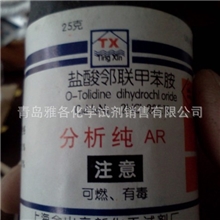 25克
TX
Ting Xin
盐酸邻联甲苯胺
O-Tolidine dihydrochloride
青岛雅各化学试剂销售有限公司
分析纯 AR
注意
可燃、有毒